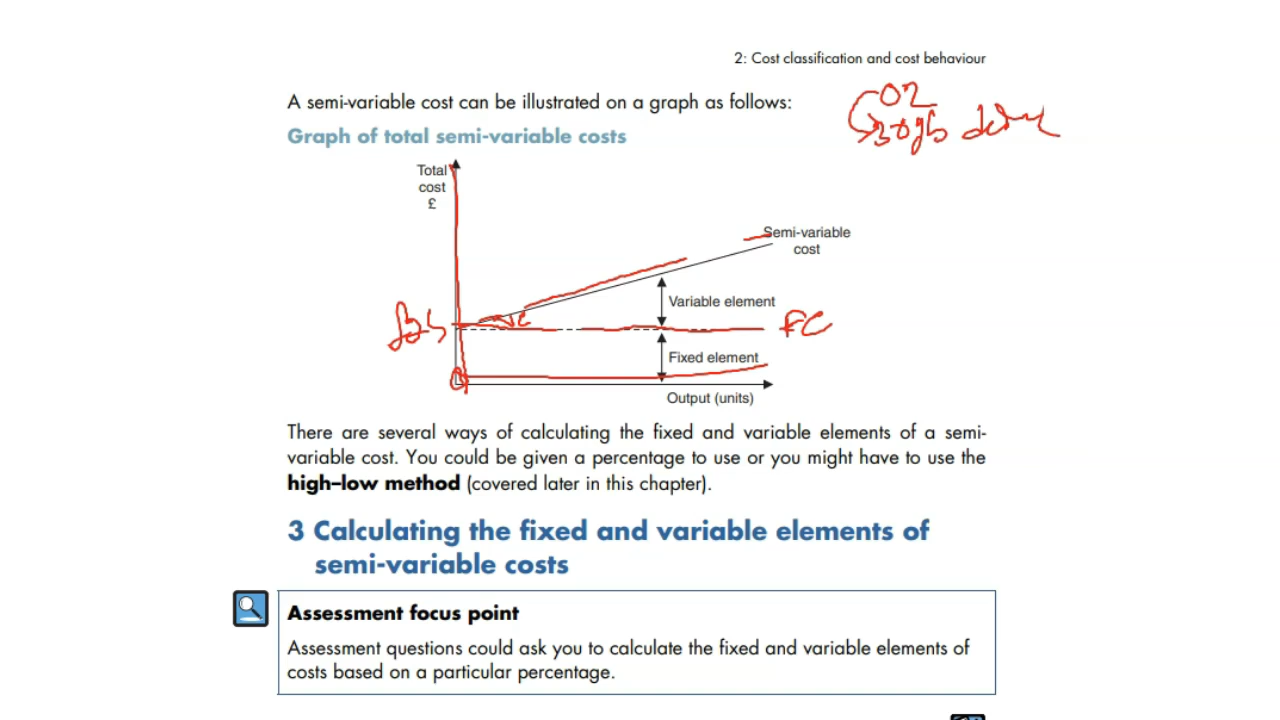 2: Cost classification and cost behaviour
A semi-variable cost can be illustrated on a graph as follows:
O2
30gb
Graph of total semi-variable costs
Total
cost
£
Semi-variable
cost
Variable element
VC
FC
Fixed element
Output (units)
There are several ways of calculating the fixed and variable elements of a semi-
variable cost. You could be given a percentage to use or you might have to use the
high–low method (covered later in this chapter).
3 Calculating the fixed and variable elements of
semi-variable costs
Assessment focus point
Assessment questions could ask you to calculate the fixed and variable elements of
costs based on a particular percentage.